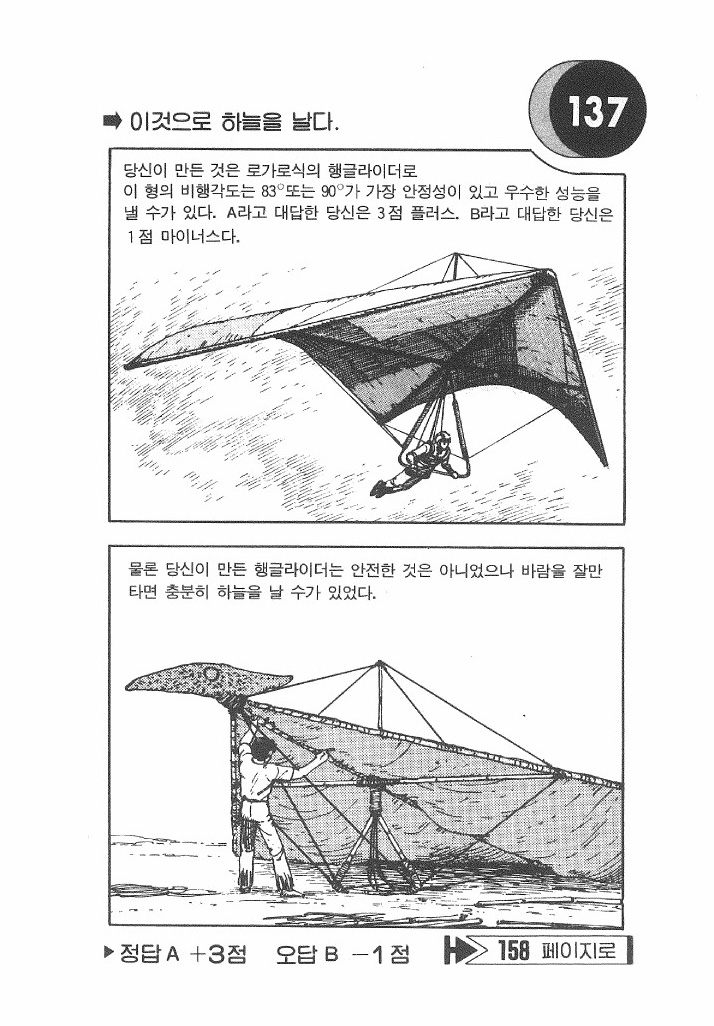 137
➡ 이것으로 하늘을 날다.
당신이 만든 것은 로가로식의 행글라이더로
이 형의 비행각도는 83°또는 90°가 가장 안정성이 있고 우수한 성능을
낼 수가 있다. A라고 대답한 당신은 3점 플러스. B라고 대답한 당신은
1점 마이너스다.
물론 당신이 만든 행글라이더는 안전한 것은 아니었으나 바람을 잘만
타면 충분히 하늘을 날 수가 있었다.
▶정답 A +3점 오답 B -1점 158 페이지로